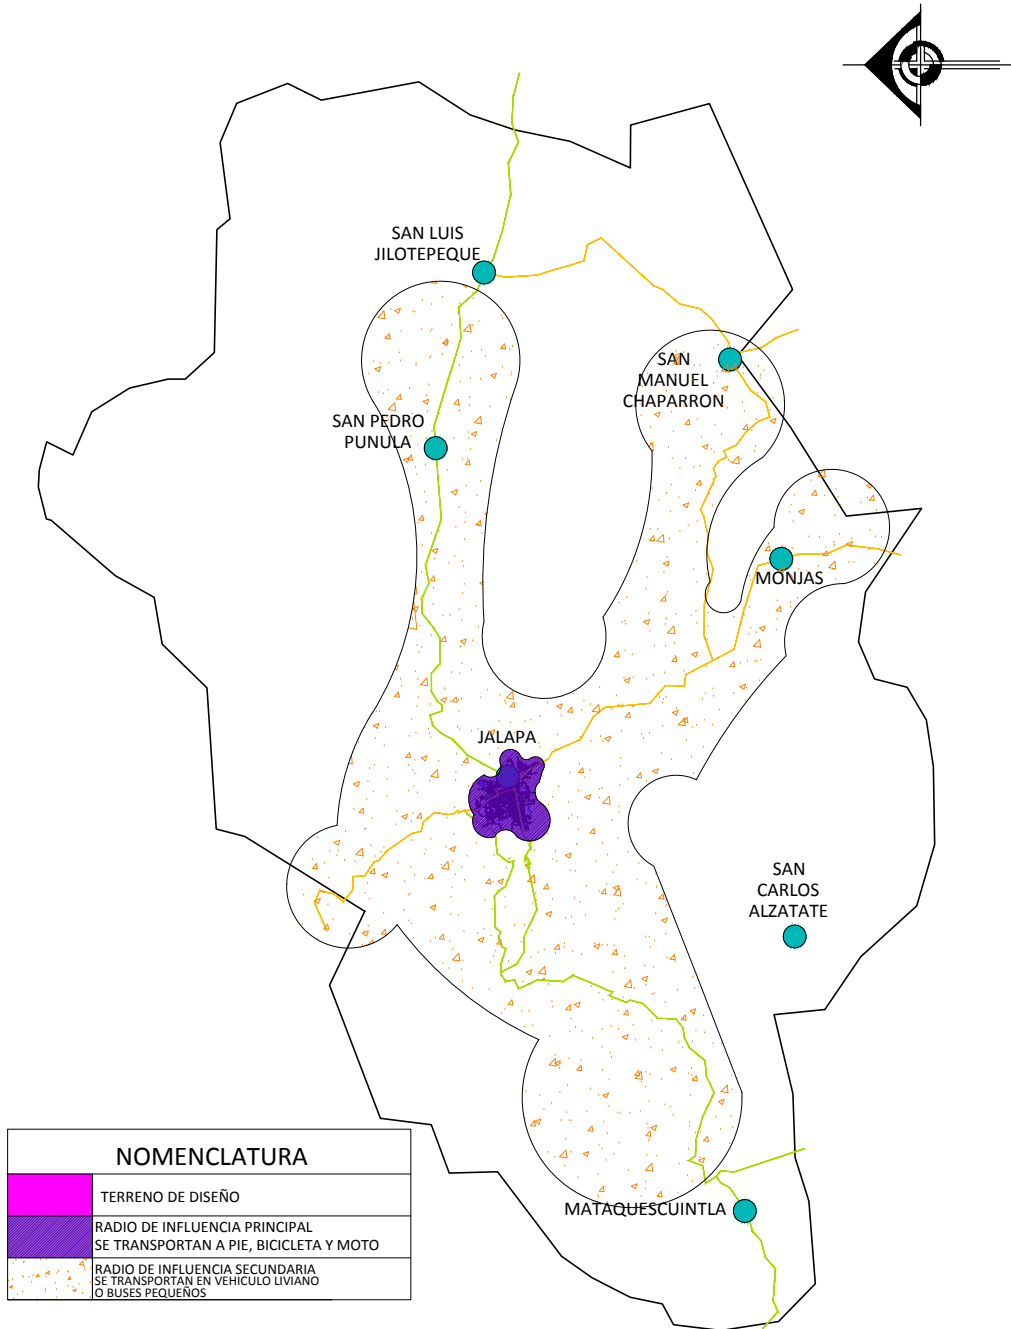 SAN LUIS
JILOTEPEQUE
SAN
MANUEL
CHAPARRON
SAN PEDRO
PUNULA
MONJAS
JALAPA
SAN
CARLOS
ALZATATE
MATAQUESCUINTLA
NOMENCLATURA
TERRENO DE DISEÑO
RADIO DE INFLUENCIA PRINCIPAL
SE TRANSPORTAN A PIE, BICICLETA Y MOTO
RADIO DE INFLUENCIA SECUNDARIA
SE TRANSPORTAN EN VEHICULO LIVIANO
O BUSES PEQUEÑOS